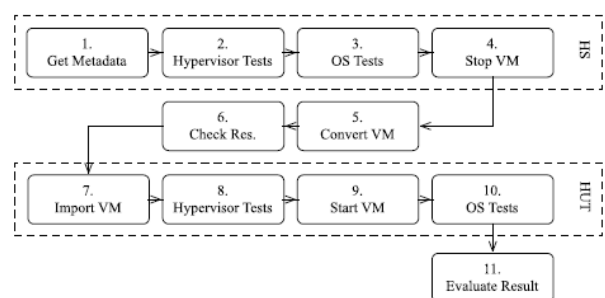 1.
Get Metadata
2.
Hypervisor Tests
3.
OS Tests
4.
Stop VM
HS
6.
Check Res.
5.
Convert VM
7.
Import VM
8.
Hypervisor Tests
9.
Start VM
10.
OS Tests
HUT
11.
Evaluate Result